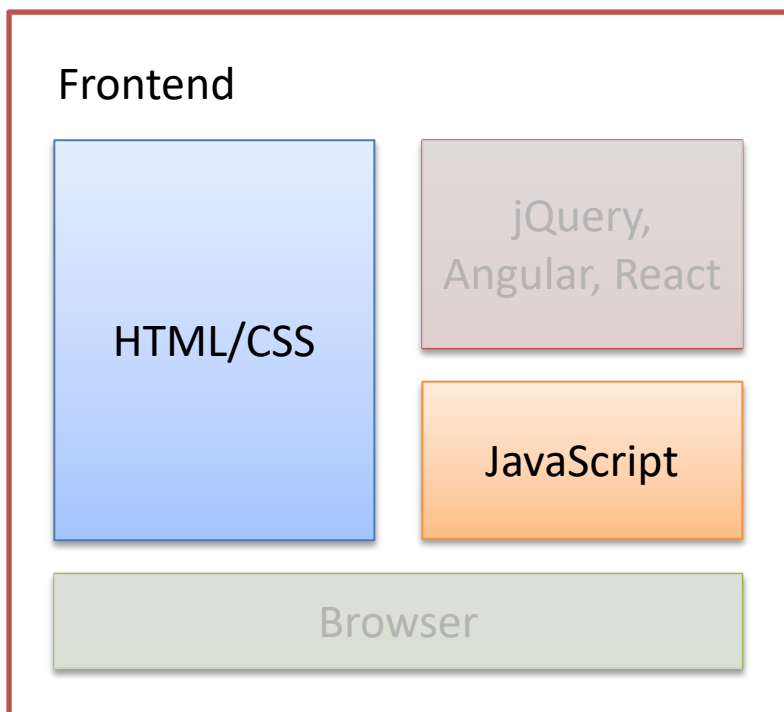 Frontend
HTML/CSS
jQuery,
Angular, React
JavaScript
Browser